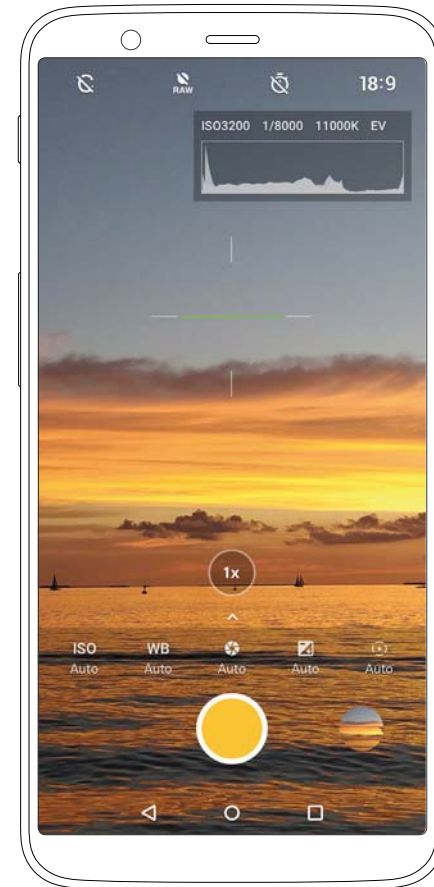 RAW
18:9
ISO3200 1/8000 11000K EV
1x
ISO WB
Auto Auto Auto Auto Auto